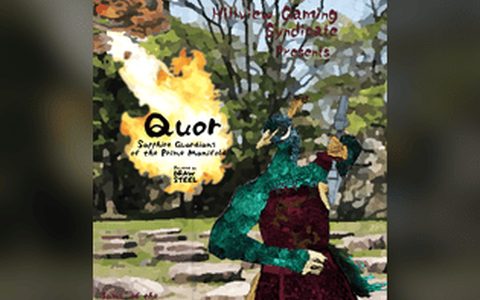 Hillview Gaming
Syndicate
Presents
Quor
Sapphire Guardians
of the Prime Manifold
DRAW
STEEL